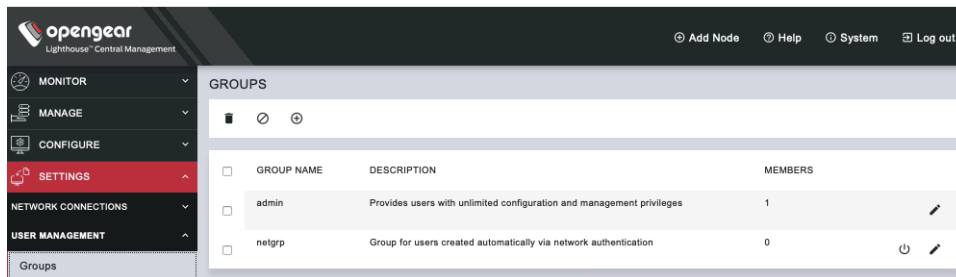 opengear
Lighthouse™ Central Management
Add Node Help System Log out
MONITOR
MANAGE
CONFIGURE
SETTINGS
NETWORK CONNECTIONS
USER MANAGEMENT
Groups
GROUPS
GROUP NAME DESCRIPTION MEMBERS
admin Provides users with unlimited configuration and management privileges 1
netgrp Group for users created automatically via network authentication 0